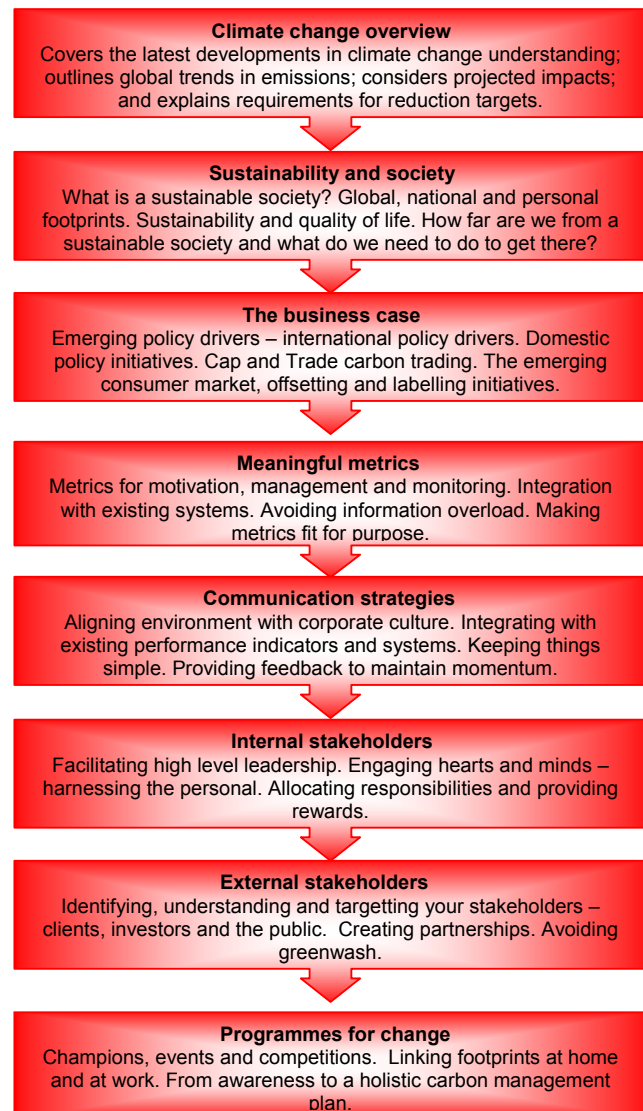 Climate change overview
Covers the latest developments in climate change understanding;
outlines global trends in emissions; considers projected impacts;
and explains requirements for reduction targets.
Sustainability and society
What is a sustainable society? Global, national and personal
footprints. Sustainability and quality of life. How far are we from a
sustainable society and what do we need to do to get there?
The business case
Emerging policy drivers – international policy drivers. Domestic
policy initiatives. Cap and Trade carbon trading. The emerging
consumer market, offsetting and labelling initiatives.
Meaningful metrics
Metrics for motivation, management and monitoring. Integration
with existing systems. Avoiding information overload. Making
metrics fit for purpose.
Communication strategies
Aligning environment with corporate culture. Integrating with
existing performance indicators and systems. Keeping things
simple. Providing feedback to maintain momentum.
Internal stakeholders
Facilitating high level leadership. Engaging hearts and minds –
harnessing the personal. Allocating responsibilities and providing
rewards.
External stakeholders
Identifying, understanding and targetting your stakeholders –
clients, investors and the public.  Creating partnerships. Avoiding
greenwash.
Programmes for change
Champions, events and competitions.  Linking footprints at home
and at work. From awareness to a holistic carbon management
plan.